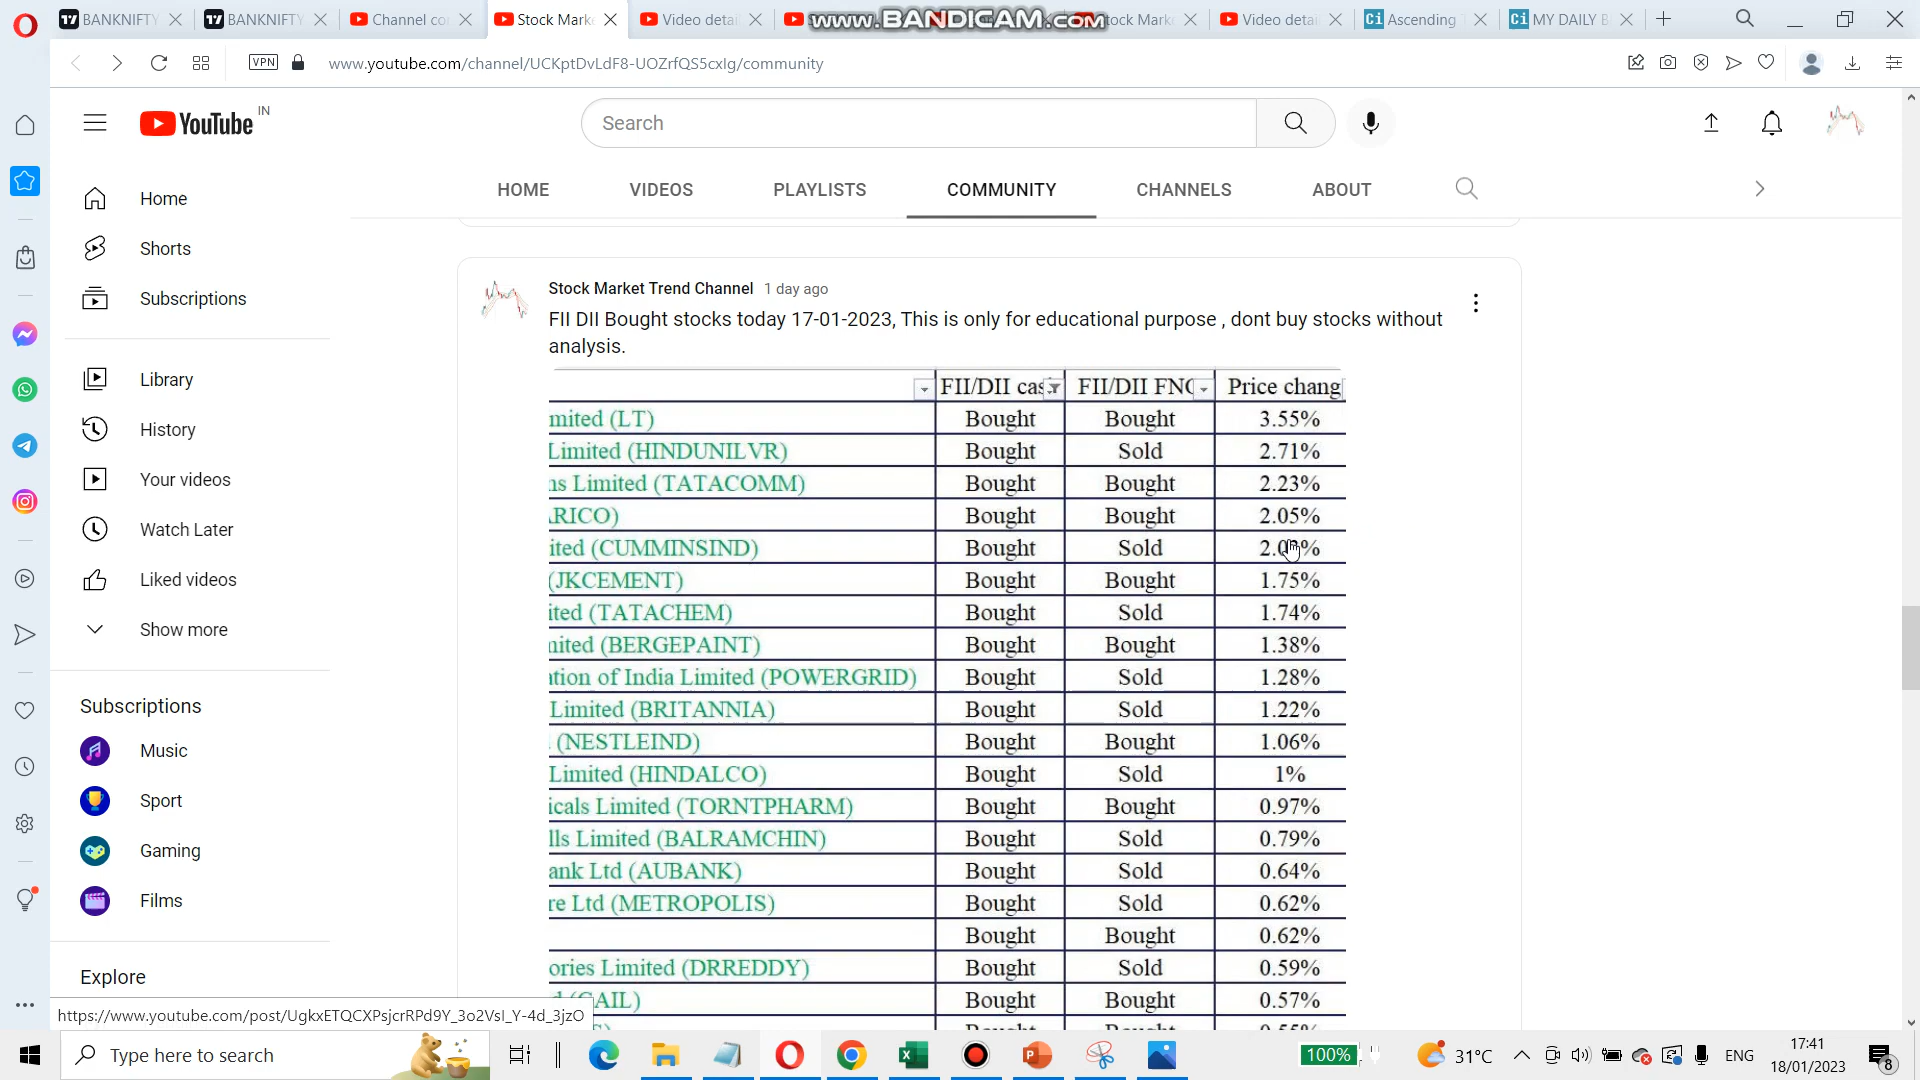 BANKNIFTY
BANKNIFTY
Channel co
Stock Mark
Video detai
www.BANDICAM.com
tock Mark
Video detai
Ascending T
MY DAILY B
VPN
www.youtube.com/channel/UCKptDvLdF8-UOZrfQS5cxIg/community
YouTube IN
Search
HOME
VIDEOS
PLAYLISTS
COMMUNITY
CHANNELS
ABOUT
Home
Shorts
Subscriptions
Library
History
Your videos
Watch Later
Liked videos
Show more
Subscriptions
Music
Sport
Gaming
Films
Explore
Stock Market Trend Channel 1 day ago
FII DII Bought stocks today 17-01-2023, This is only for educational purpose , dont buy stocks without
analysis.
FII/DII cas FII/DII FNO Price chang
mited (LT) Bought Bought 3.55%
Limited (HINDUNILVR) Bought Sold 2.71%
ns Limited (TATACOMM) Bought Bought 2.23%
ARICO) Bought Bought 2.05%
ited (CUMMINSIND) Bought Sold
(JKCEMENT) Bought Bought 1.75%
ited (TATACHEM) Bought Sold 1.74%
nited (BERGEPAINT) Bought Bought 1.38%
ation of India Limited (POWERGRID) Bought Sold 1.28%
Limited (BRITANNIA) Bought Sold 1.22%
(NESTLEIND) Bought Bought 1.06%
Limited (HINDALCO) Bought Sold 1%
icals Limited (TORNTPHARM) Bought Bought 0.97%
lls Limited (BALRAMCHIN) Bought Sold 0.79%
ank Ltd (AUBANK) Bought Sold 0.64%
re Ltd (METROPOLIS) Bought Sold 0.62%
Bought Bought 0.62%
ories Limited (DRREDDY) Bought Sold 0.59%
GAIL) Bought Bought 0.57%
https://www.youtube.com/post/UgkxETQCXPsjcrRPd9Y_3o2VsI_Y-4d_3jzO
Type here to search
100%
31°C
ENG
17:41
18/01/2023
8